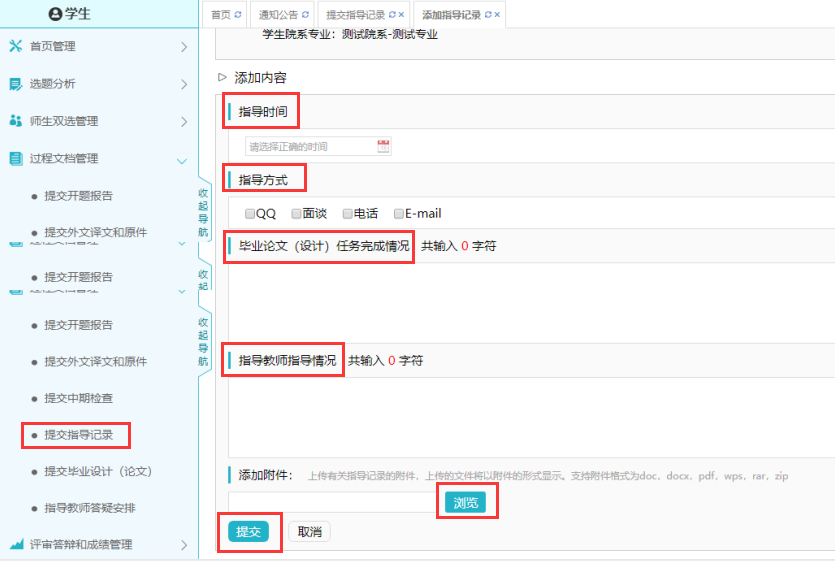 学生
首页管理
选题分析
师生双选管理
过程文档管理
提交开题报告
提交外文译文和原件
提交开题报告
提交开题报告
提交外文译文和原件
提交中期检查
提交指导记录
提交毕业设计（论文）
指导教师答疑安排
评审答辩和成绩管理
收起导航
收起
收起导航
首页 通知公告 提交指导记录 添加指导记录
学生院系专业：测试院系-测试专业
添加内容
指导时间
请选择正确的时间
指导方式
QQ 面谈 电话 E-mail
毕业论文（设计）任务完成情况 共输入 0 字符
指导教师指导情况 共输入 0 字符
添加附件： 上传有关指导记录的附件，上传的文件将以附件的形式显示。支持附件格式为doc、docx、pdf、wps、rar、zip
浏览
提交 取消